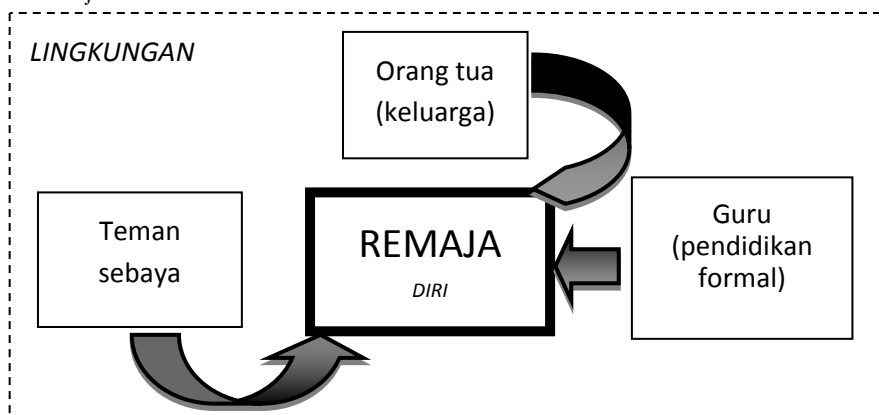 LINGKUNGAN
Orang tua
(keluarga)
Teman
sebaya
REMAJA
DIRI
Guru
(pendidikan
formal)